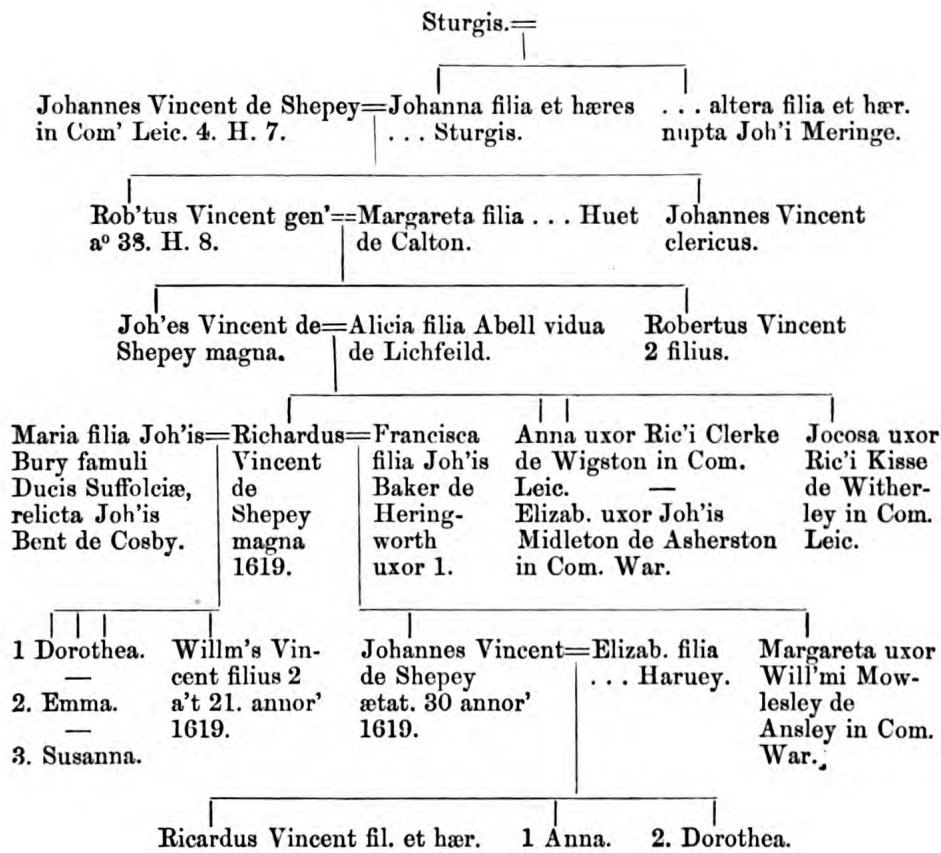 Sturgis.=
Johannes Vincent de Shepey=Johanna filia et hæres
in Com' Leic. 4. H. 7.
. . . Sturgis.
. . . altera filia et hær.
nupta Joh'i Meringe.
Rob'tus Vincent gen'==Margareta filia . . . Huet
aº 38. H. 8.
de Calton.
Johannes Vincent
clericus.
Joh'es Vincent de=Alicia filia Abell vidua
Shepey magna.
de Lichfeild.
Robertus Vincent
2 filius.
Maria filia Joh'is=Richardus=Francisca
Bury famuli
Ducis Suffolciæ,
relicta Joh'is
Bent de Cosby.
Vincent
de
Shepey
magna
1619.
filia Joh'is
Baker de
Hering-
worth
uxor 1.
Anna uxor Ric'i Clerke
de Wigston in Com.
Leic. —
Elizab. uxor Joh'is
Midleton de Asherston
in Com. War.
Jocosa uxor
Ric'i Kisse
de Wither-
ley in Com.
Leic.
1 Dorothea.
—
2. Emma.
—
3. Susanna.
Willm's Vin-
cent filius 2
a't 21. annor'
1619.
Johannes Vincent=Elizab. filia
de Shepey
ætat. 30 annor'
1619.
. . . Haruey.
Margareta uxor
Will'mi Mow-
lesley de
Ansley in Com.
War.
Ricardus Vincent fil. et hær.
1 Anna.
2. Dorothea.